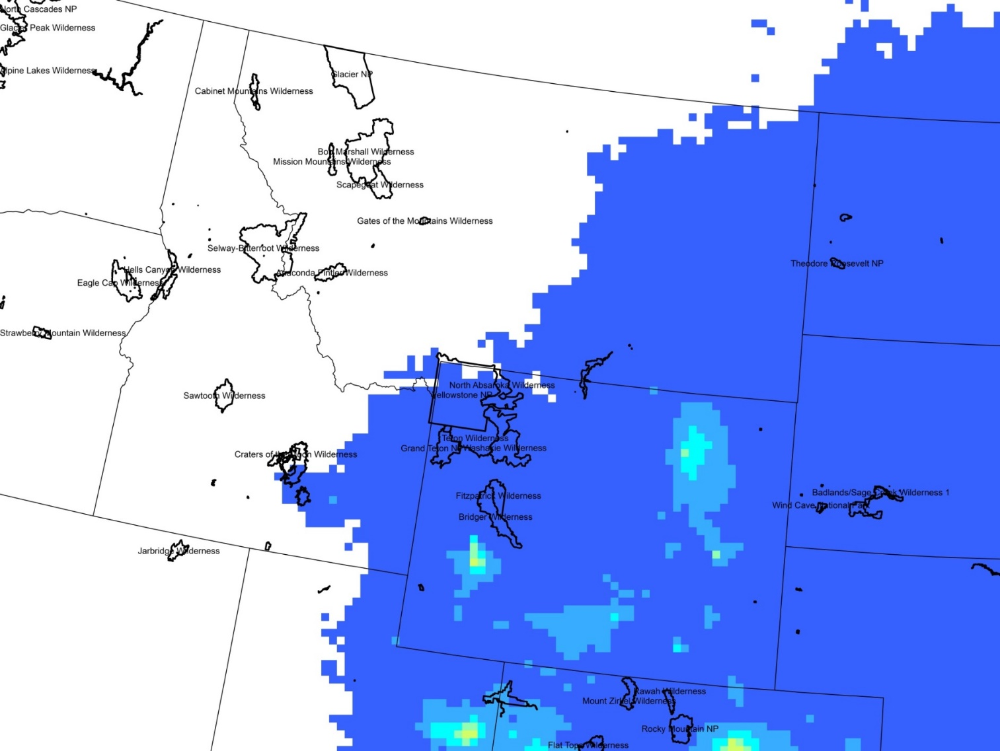 North Cascades NP
Glacier Peak Wilderness
Alpine Lakes Wilderness
Glacier NP
Cabinet Mountains Wilderness
Bob Marshall Wilderness
Mission Mountains Wilderness
Scapegoat Wilderness
Gates of the Mountains Wilderness
Selway-Bitterroot Wilderness
Theodore Roosevelt NP
Hells Canyon Wilderness
Anaconda Pintler Wilderness
Eagle Cap Wilderness
Strawberry Mountain Wilderness
North Absaroka Wilderness
Yellowstone NP
Sawtooth Wilderness
Teton Wilderness
Grand Teton NP
Washakie Wilderness
Craters of the Moon Wilderness
Badlands/Sage Creek Wilderness 1
Fitzpatrick Wilderness
Wind Cave National Park
Bridger Wilderness
Jarbridge Wilderness
Rawah Wilderness
Mount Zirkel Wilderness
Rocky Mountain NP
Flat Tops Wilderness